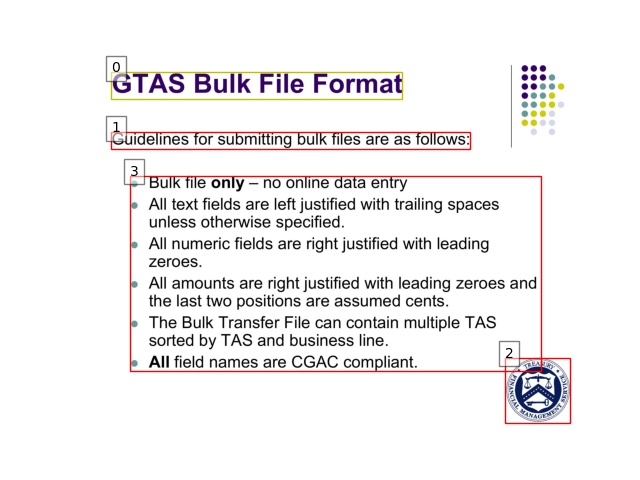 0
GTAS Bulk File Format
1
Guidelines for submitting bulk files are as follows:
3
Bulk file only – no online data entry
All text fields are left justified with trailing spaces
unless otherwise specified.
All numeric fields are right justified with leading
zeroes.
All amounts are right justified with leading zeroes and
the last two positions are assumed cents.
The Bulk Transfer File can contain multiple TAS
sorted by TAS and business line.
All field names are CGAC compliant.
2
TREASURY
FINANCIAL MANAGEMENT SERVICE